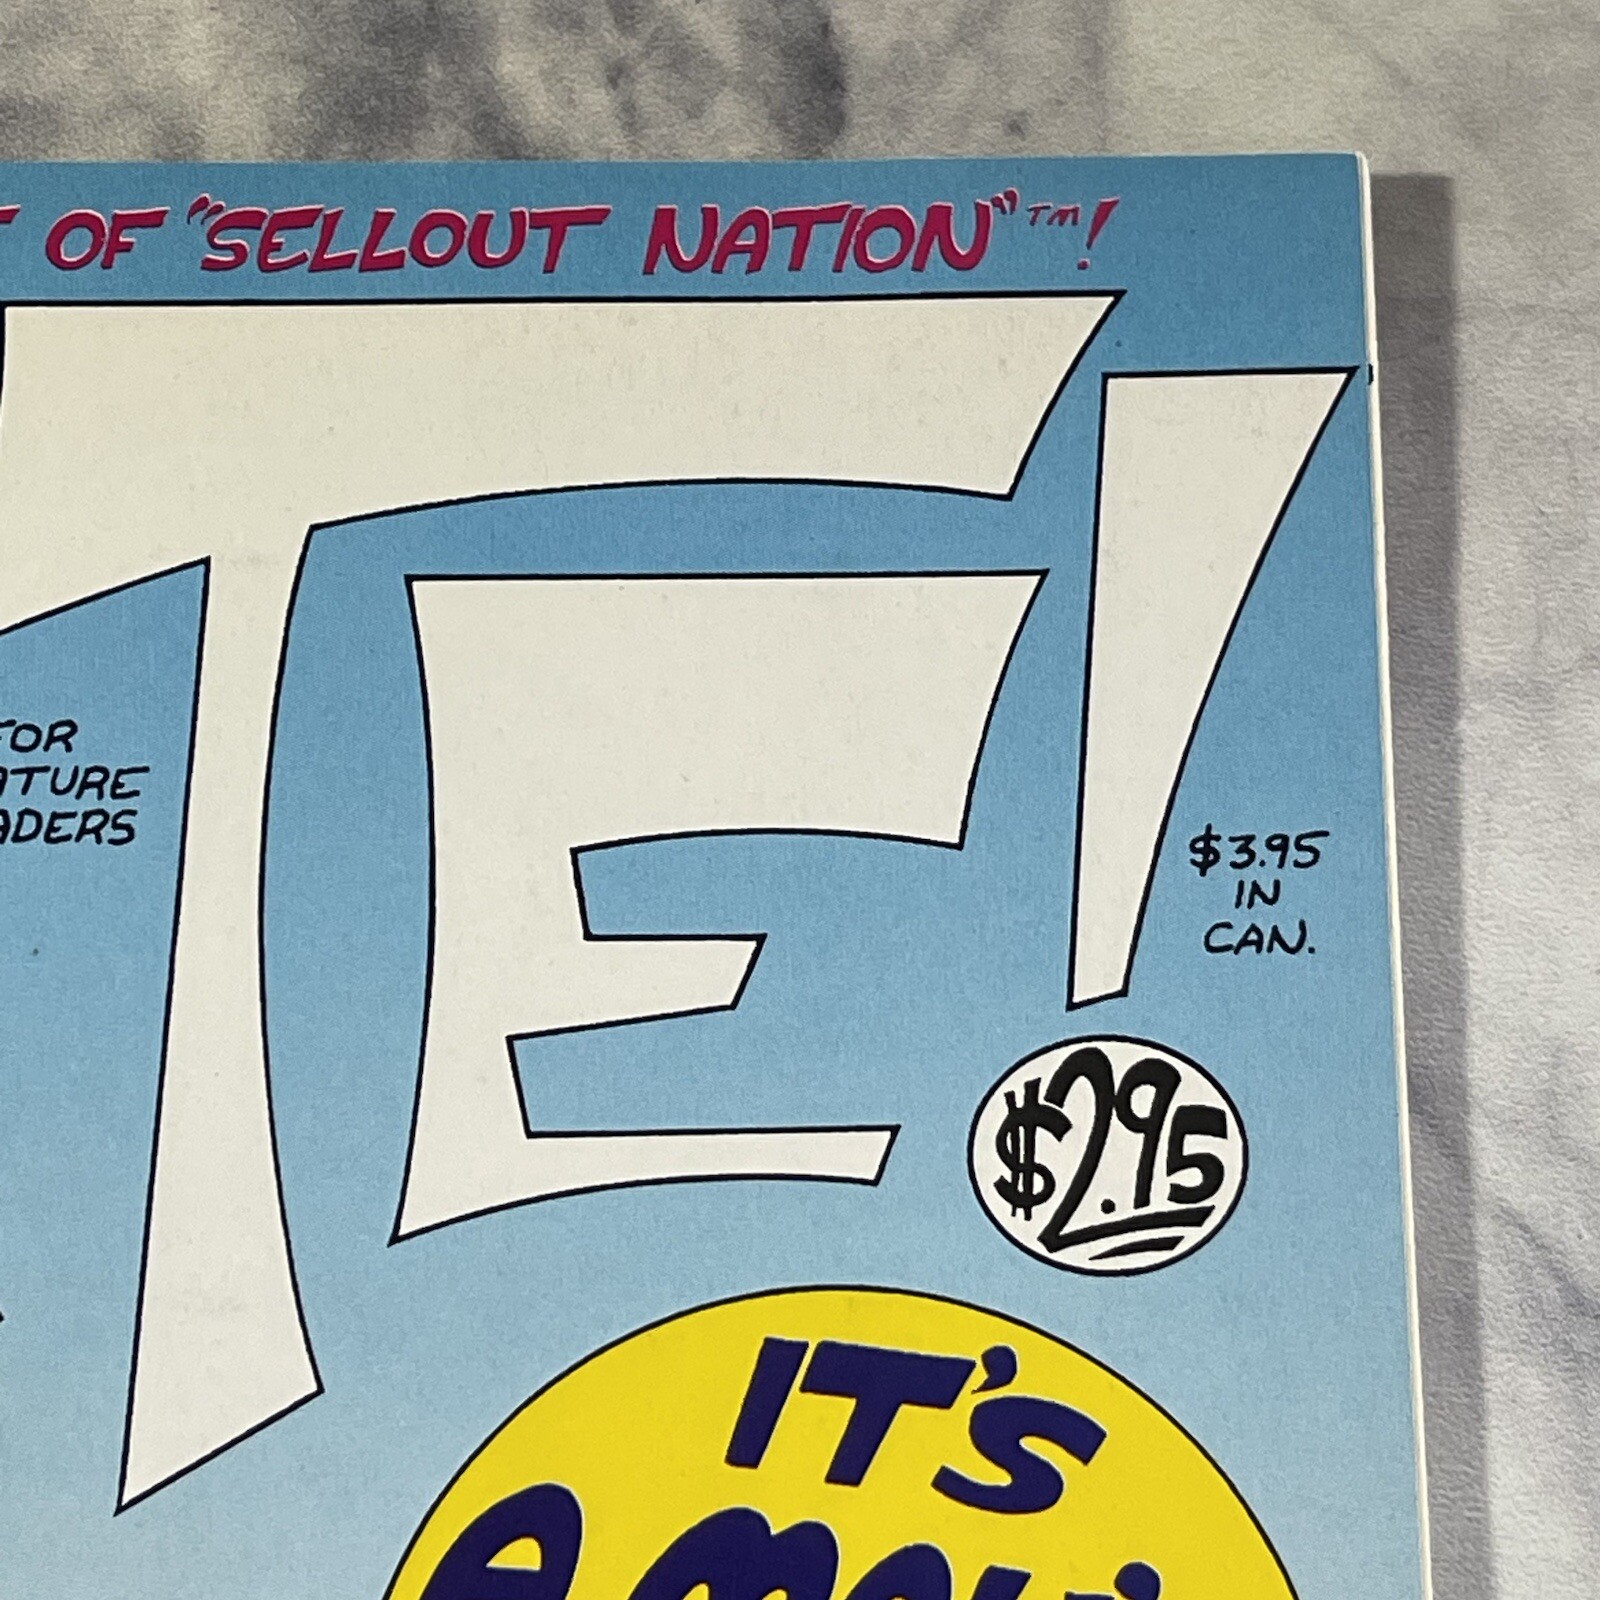 OF "SELLOUT NATION"™!
TE!
FOR
ATURE
ADERS
$3.95
IN
CAN.
$2.95
IT'S
A